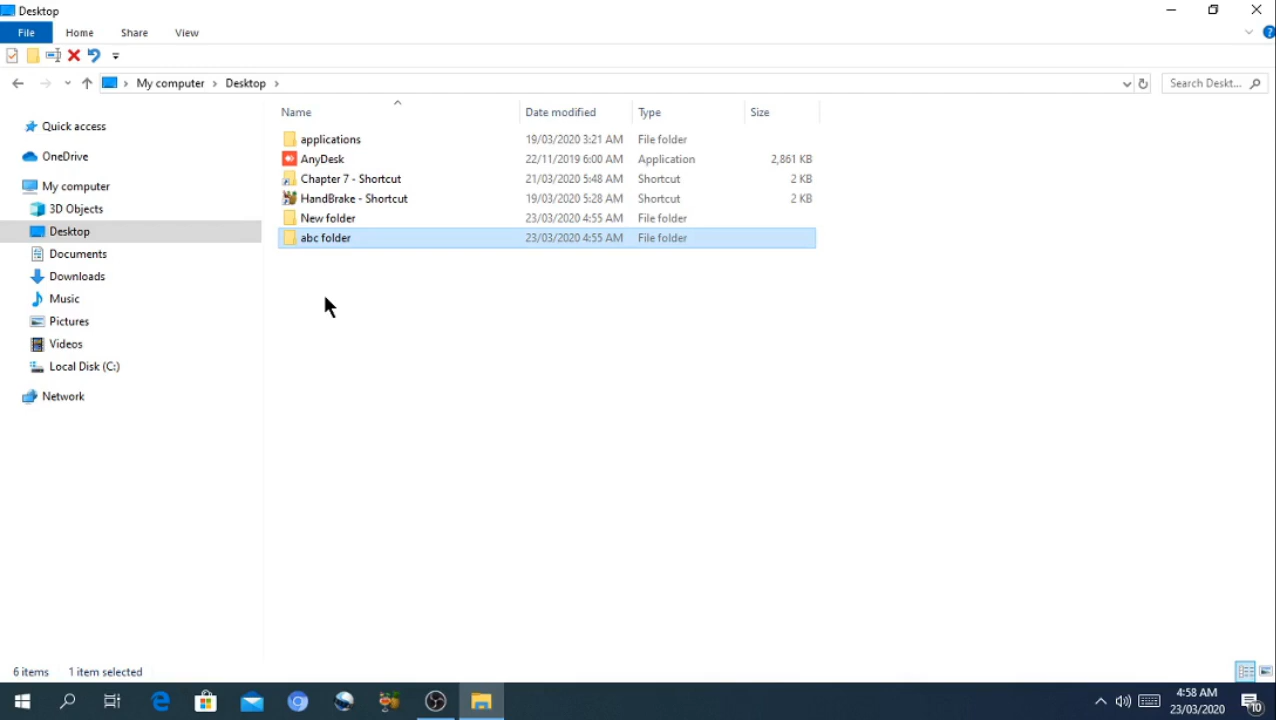 Desktop
File Home Share View
My computer Desktop
Search Deskt...
Name Date modified Type Size
Quick access
OneDrive
My computer
3D Objects
Desktop
Documents
Downloads
Music
Pictures
Videos
Local Disk (C:)
Network
applications 19/03/2020 3:21 AM File folder
AnyDesk 22/11/2019 6:00 AM Application 2,861 KB
Chapter 7 - Shortcut 21/03/2020 5:48 AM Shortcut 2 KB
HandBrake - Shortcut 19/03/2020 5:28 AM Shortcut 2 KB
New folder 23/03/2020 4:55 AM File folder
abc folder 23/03/2020 4:55 AM File folder
6 items 1 item selected
4:58 AM
23/03/2020
10